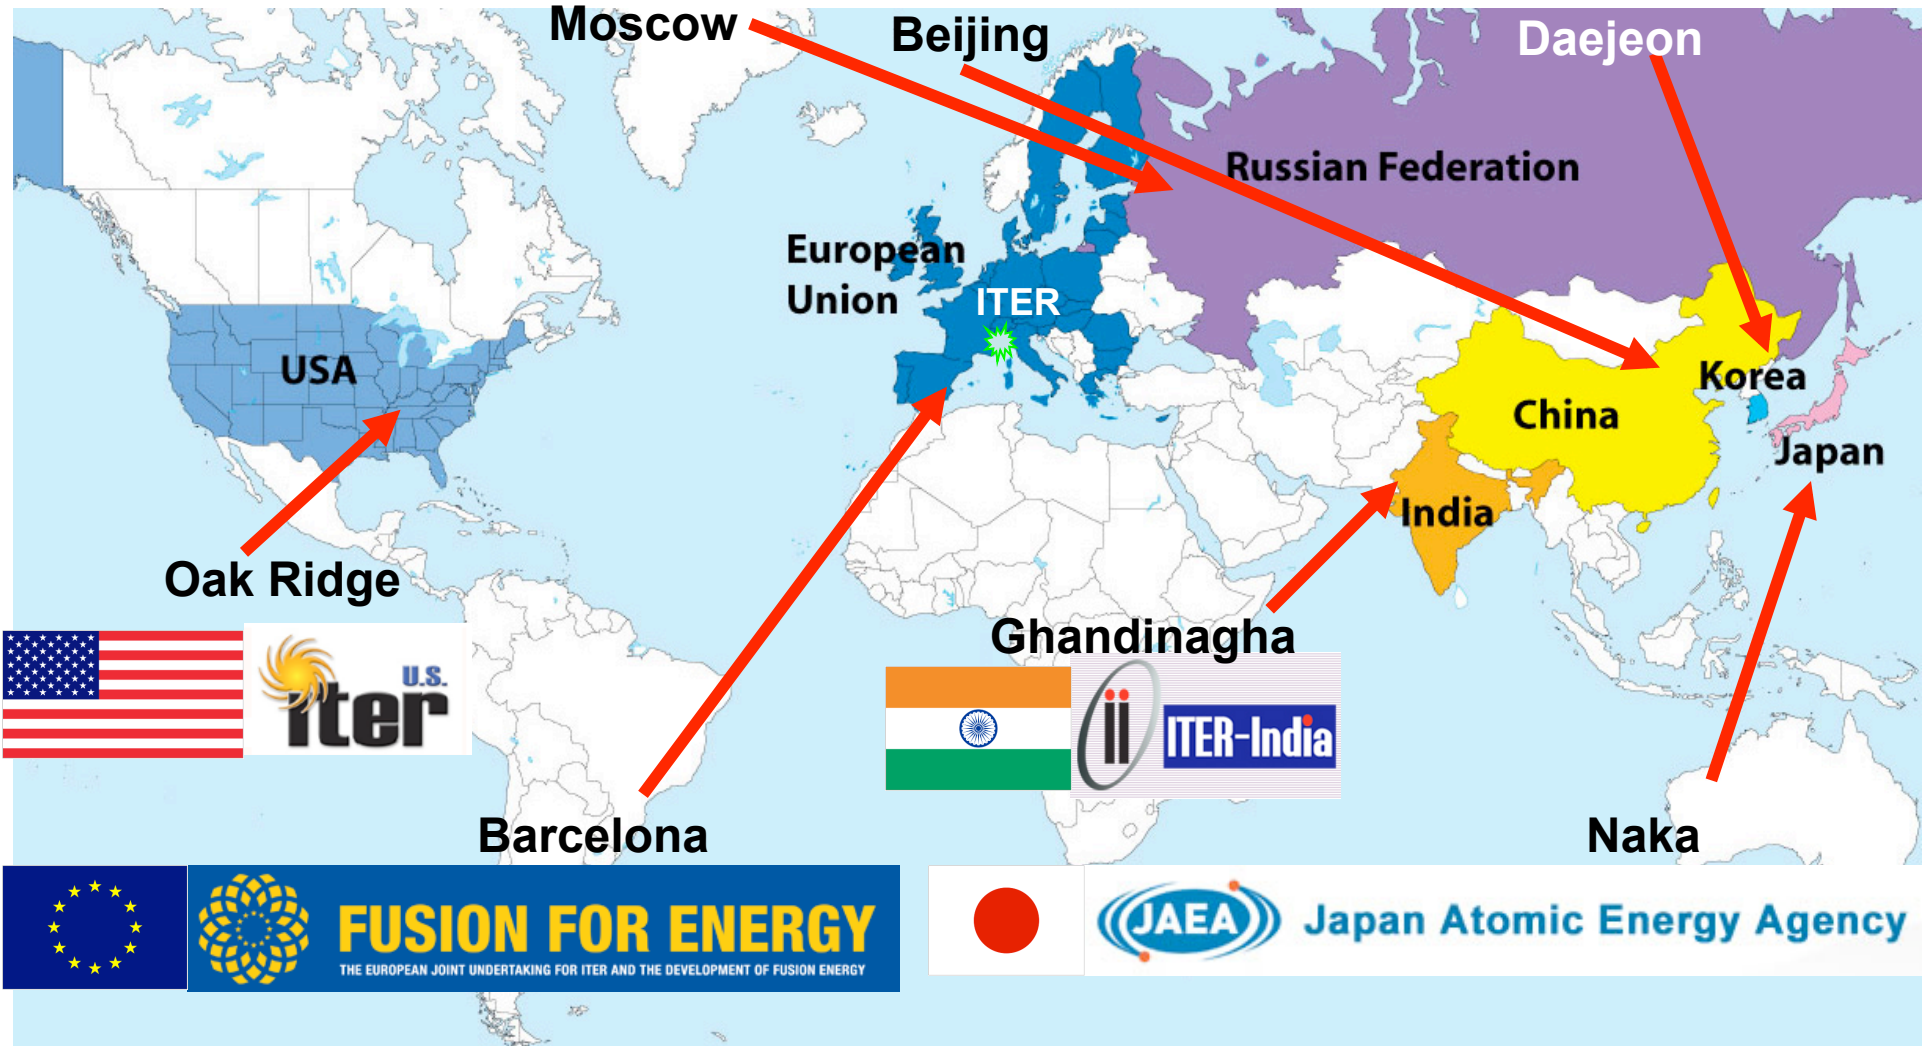 Moscow
Beijing
Daejeon
Russian Federation
European
Union
ITER
USA
Korea
China
Japan
India
Oak Ridge
Ghandinagha
U.S.
iter
ii
ITER-India
Barcelona
Naka
FUSION FOR ENERGY
THE EUROPEAN JOINT UNDERTAKING FOR ITER AND THE DEVELOPMENT OF FUSION ENERGY
JAEA
Japan Atomic Energy Agency